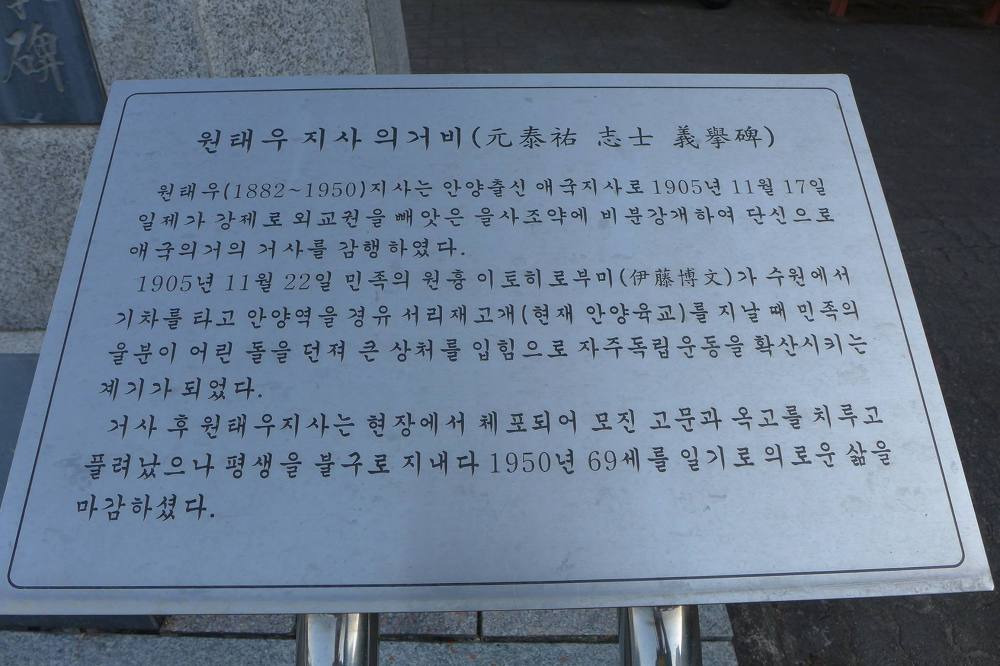 碑
원태우 지사 의거비(元泰祐 志士 義擧碑)
원태우(1882~1950)지사는 안양출신 애국지사로 1905년 11월 17일
일제가 강제로 외교권을 빼앗은 을사조약에 비분강개하여 단신으로
애국의거의 거사를 감행하였다.
1905년 11월 22일 민족의 원흉 이토히로부미(伊藤博文)가 수원에서
기차를 타고 안양역을 경유 서리재고개(현재 안양육교)를 지날 때 민족의
울분이 어린 돌을 던져 큰 상처를 입힘으로 자주독립운동을 확산시키는
계기가 되었다.
거사 후 원태우지사는 현장에서 체포되어 모진 고문과 옥고를 치루고
풀려났으나 평생을 불구로 지내다 1950년 69세를 일기로 의로운 삶을
마감하셨다.